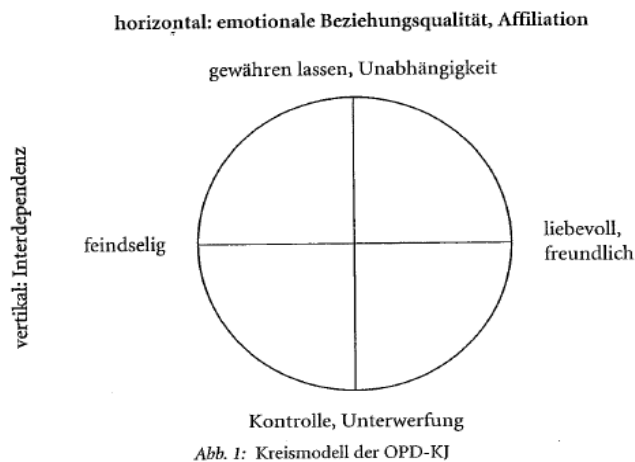 horizontal: emotionale Beziehungsqualität, Affiliation
gewähren lassen, Unabhängigkeit
vertikal: Interdependenz
feindselig
liebevoll,
freundlich
Kontrolle, Unterwerfung
Abb. 1: Kreismodell der OPD-KJ